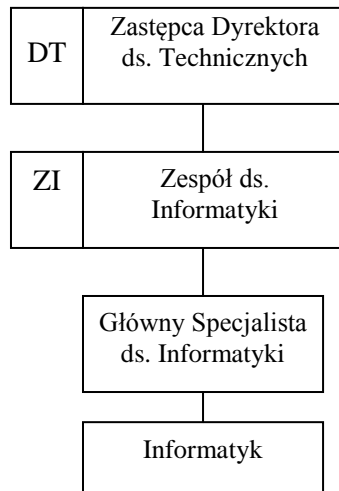 DT
Zastępca Dyrektora
ds. Technicznych
ZI
Zespół ds.
Informatyki
Główny Specjalista
ds. Informatyki
Informatyk